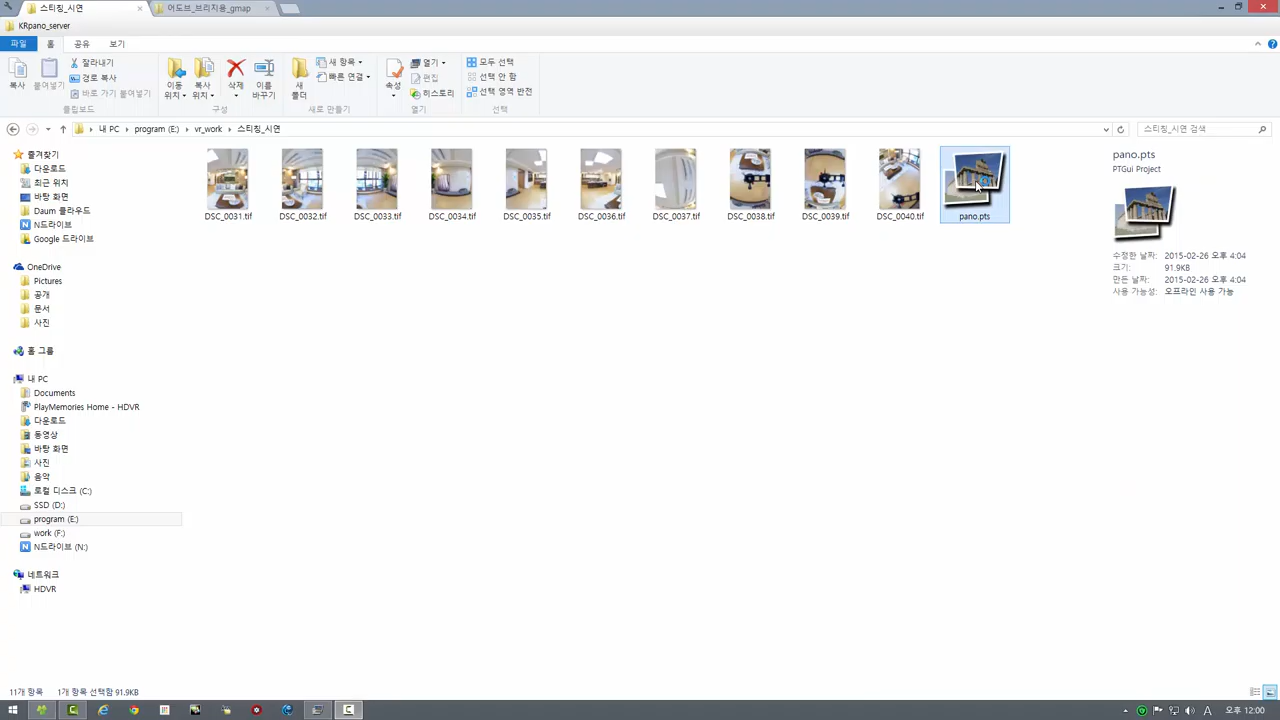 스티칭_시연
어도브_브리지용_gmap
KRpano_server
파일 홈 공유 보기
복사
붙여넣기
잘라내기
경로 복사
바로 가기 붙여넣기
클립보드
이동
위치
복사
위치
삭제
이름
바꾸기
구성
새
폴더
새 항목
빠른 연결
새로 만들기
속성
열기
편집
히스토리
열기
모두 선택
선택 안 함
선택 영역 반전
선택
내 PC program (E:) vr_work 스티칭_시연
스티칭_시연 검색
즐겨찾기
다운로드
최근 위치
바탕 화면
Daum 클라우드
N드라이브
Google 드라이브
OneDrive
Pictures
공개
문서
사진
홈 그룹
내 PC
Documents
PlayMemories Home - HDVR
다운로드
동영상
바탕 화면
사진
음악
로컬 디스크 (C:)
SSD (D:)
program (E:)
work (F:)
N드라이브 (N:)
네트워크
HDVR
DSC_0031.tif DSC_0032.tif DSC_0033.tif DSC_0034.tif DSC_0035.tif DSC_0036.tif DSC_0037.tif DSC_0038.tif DSC_0039.tif DSC_0040.tif pano.pts
pano.pts
PTGui Project
수정한 날짜: 2015-02-26 오후 4:04
크기: 91.9KB
만든 날짜: 2015-02-26 오후 4:04
사용 가능성: 오프라인 사용 가능
11개 항목 1개 항목 선택함 91.9KB
A 오후 12:00